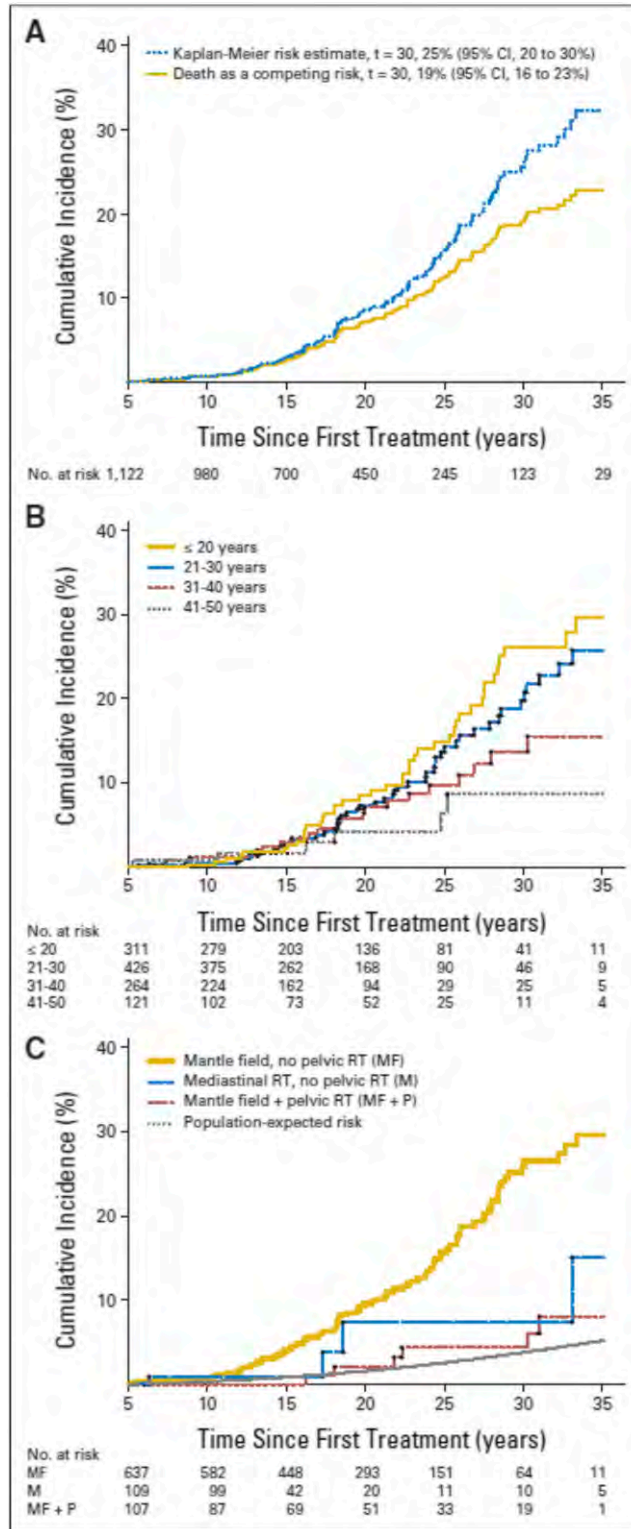 A
Cumulative Incidence (%)
40
30
20
10
Kaplan-Meier risk estimate, t = 30, 25% (95% CI, 20 to 30%)
Death as a competing risk, t = 30, 19% (95% CI, 16 to 23%)
5 10 15 20 25 30 35
Time Since First Treatment (years)
No. at risk 1,122 980 700 450 245 123 29
B
Cumulative Incidence (%)
40
30
20
10
≤ 20 years
21-30 years
31-40 years
41-50 years
5 10 15 20 25 30 35
Time Since First Treatment (years)
No. at risk
≤ 20 311 279 203 136 81 41 11
21-30 426 375 262 168 90 46 9
31-40 264 224 162 94 29 25 5
41-50 121 102 73 52 25 11 4
C
Cumulative Incidence (%)
40
30
20
10
Mantle field, no pelvic RT (MF)
Mediastinal RT, no pelvic RT (M)
Mantle field + pelvic RT (MF + P)
Population-expected risk
5 10 15 20 25 30 35
Time Since First Treatment (years)
No. at risk
MF 637 582 448 293 151 64 11
M 109 99 42 20 11 10 5
MF + P 107 87 69 51 33 19 1